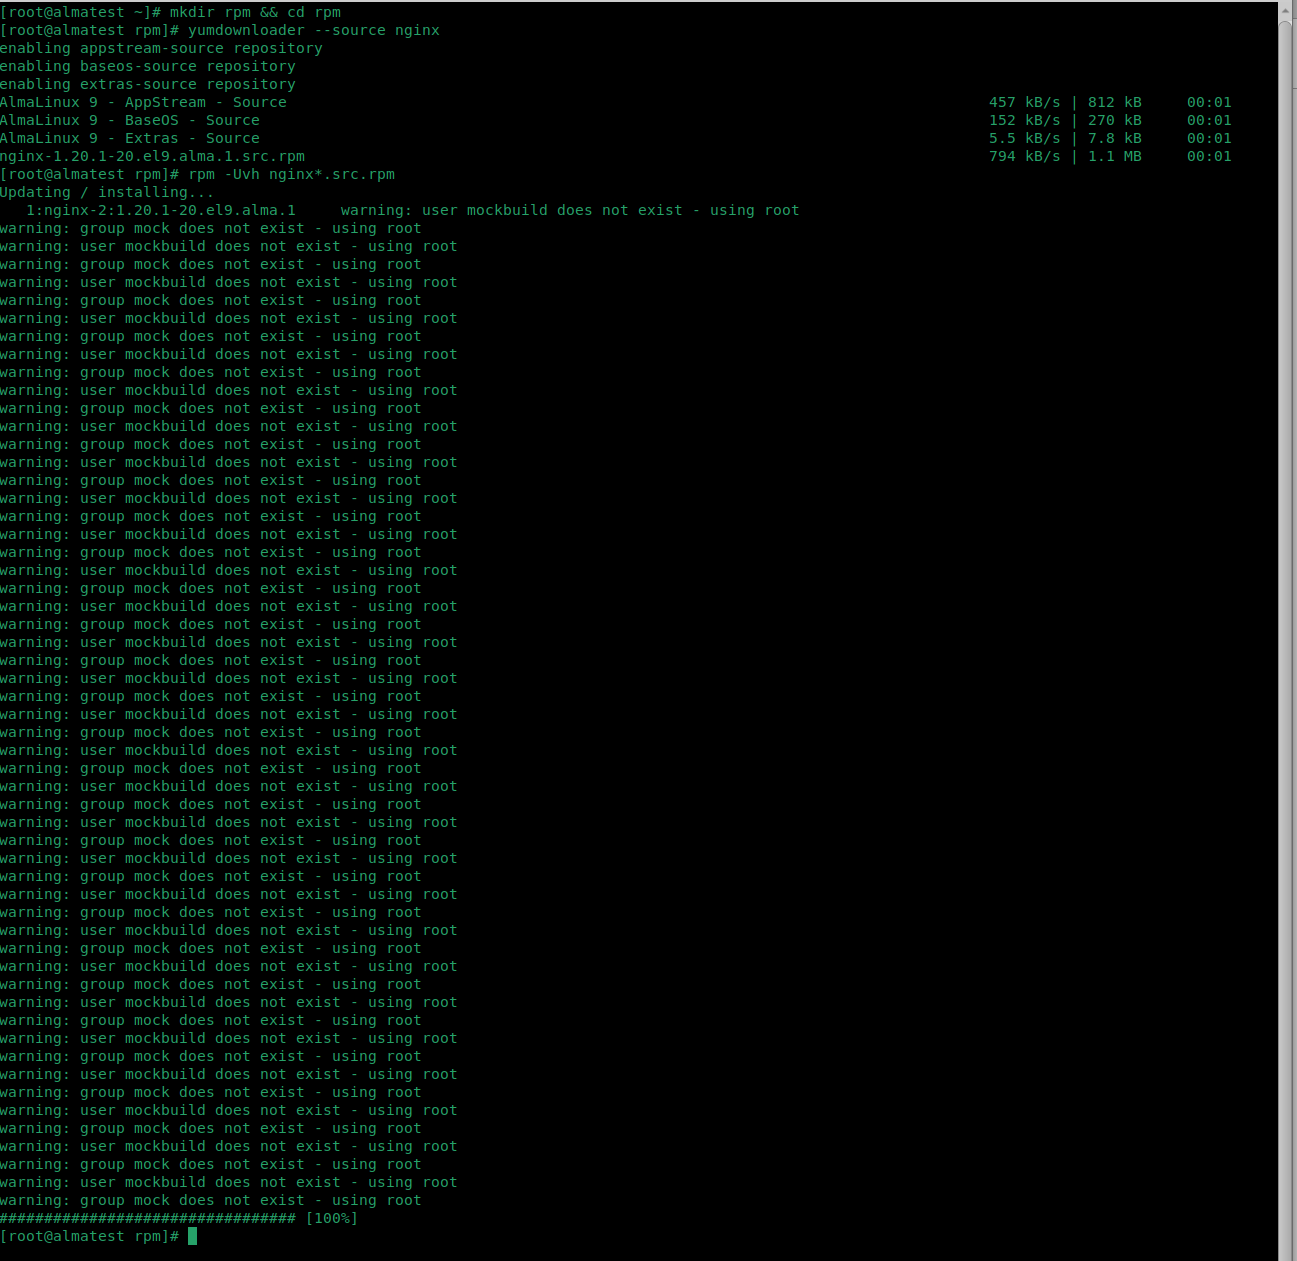 [root@almatest ~]# mkdir rpm && cd rpm
[root@almatest rpm]# yumdownloader --source nginx
enabling appstream-source repository
enabling baseos-source repository
enabling extras-source repository
AlmaLinux 9 - AppStream - Source 457 kB/s | 812 kB 00:01
AlmaLinux 9 - BaseOS - Source 152 kB/s | 270 kB 00:01
AlmaLinux 9 - Extras - Source 5.5 kB/s | 7.8 kB 00:01
nginx-1.20.1-20.el9.alma.1.src.rpm 794 kB/s | 1.1 MB 00:01
[root@almatest rpm]# rpm -Uvh nginx*.src.rpm
Updating / installing...
1:nginx-2:1.20.1-20.el9.alma.1 warning: user mockbuild does not exist - using root
warning: group mock does not exist - using root
warning: user mockbuild does not exist - using root
warning: group mock does not exist - using root
warning: user mockbuild does not exist - using root
warning: group mock does not exist - using root
warning: user mockbuild does not exist - using root
warning: group mock does not exist - using root
warning: user mockbuild does not exist - using root
warning: group mock does not exist - using root
warning: user mockbuild does not exist - using root
warning: group mock does not exist - using root
warning: user mockbuild does not exist - using root
warning: group mock does not exist - using root
warning: user mockbuild does not exist - using root
warning: group mock does not exist - using root
warning: user mockbuild does not exist - using root
warning: group mock does not exist - using root
warning: user mockbuild does not exist - using root
warning: group mock does not exist - using root
warning: user mockbuild does not exist - using root
warning: group mock does not exist - using root
warning: user mockbuild does not exist - using root
warning: group mock does not exist - using root
warning: user mockbuild does not exist - using root
warning: group mock does not exist - using root
warning: user mockbuild does not exist - using root
warning: group mock does not exist - using root
warning: user mockbuild does not exist - using root
warning: group mock does not exist - using root
warning: user mockbuild does not exist - using root
warning: group mock does not exist - using root
warning: user mockbuild does not exist - using root
warning: group mock does not exist - using root
warning: user mockbuild does not exist - using root
warning: group mock does not exist - using root
warning: user mockbuild does not exist - using root
warning: group mock does not exist - using root
warning: user mockbuild does not exist - using root
warning: group mock does not exist - using root
warning: user mockbuild does not exist - using root
warning: group mock does not exist - using root
warning: user mockbuild does not exist - using root
warning: group mock does not exist - using root
warning: user mockbuild does not exist - using root
warning: group mock does not exist - using root
warning: user mockbuild does not exist - using root
warning: group mock does not exist - using root
warning: user mockbuild does not exist - using root
warning: group mock does not exist - using root
warning: user mockbuild does not exist - using root
warning: group mock does not exist - using root
warning: user mockbuild does not exist - using root
warning: group mock does not exist - using root
warning: user mockbuild does not exist - using root
warning: group mock does not exist - using root
################################# [100%]
[root@almatest rpm]#